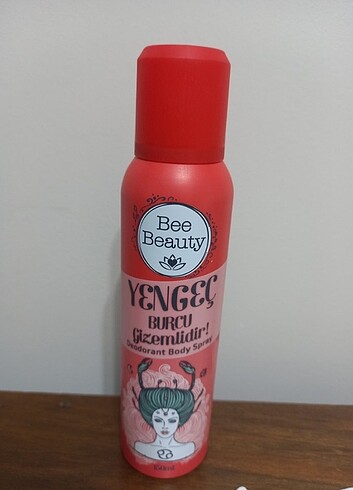 Bee
Beauty
YENGEÇ
BURCU
Gizemlidir!
Deodorant Body Spray